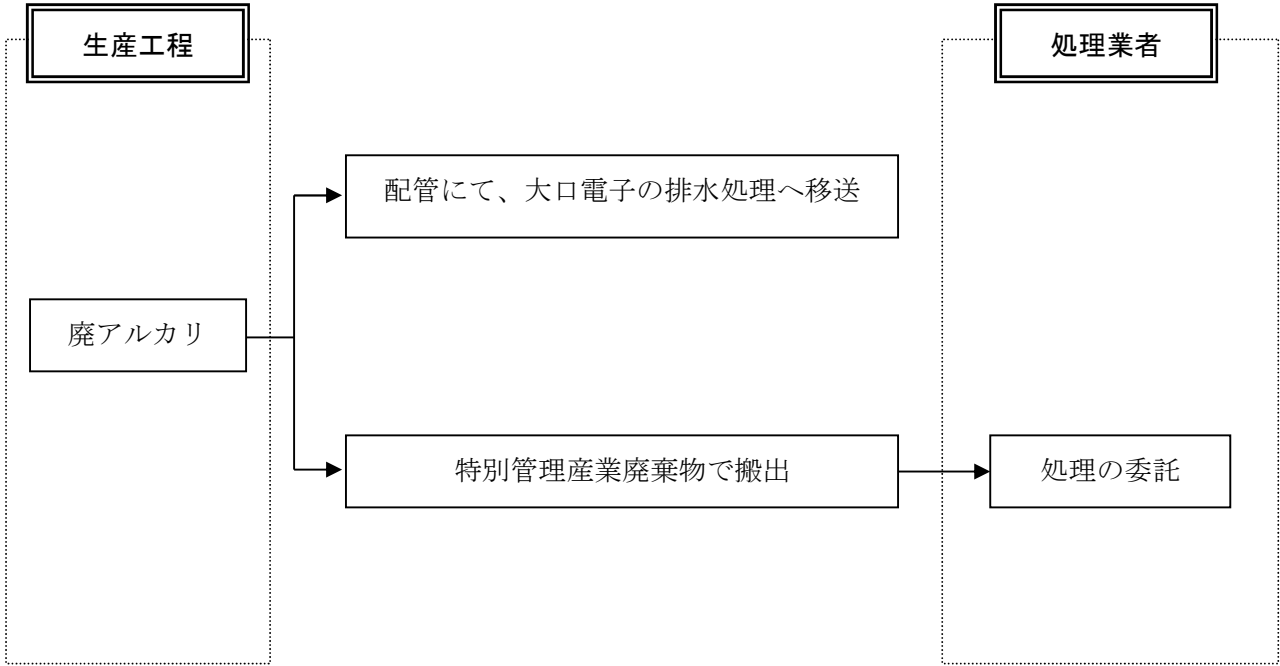 生産工程
処理業者
配管にて、大口電子の排水処理へ移送
廃アルカリ
特別管理産業廃棄物で搬出
処理の委託